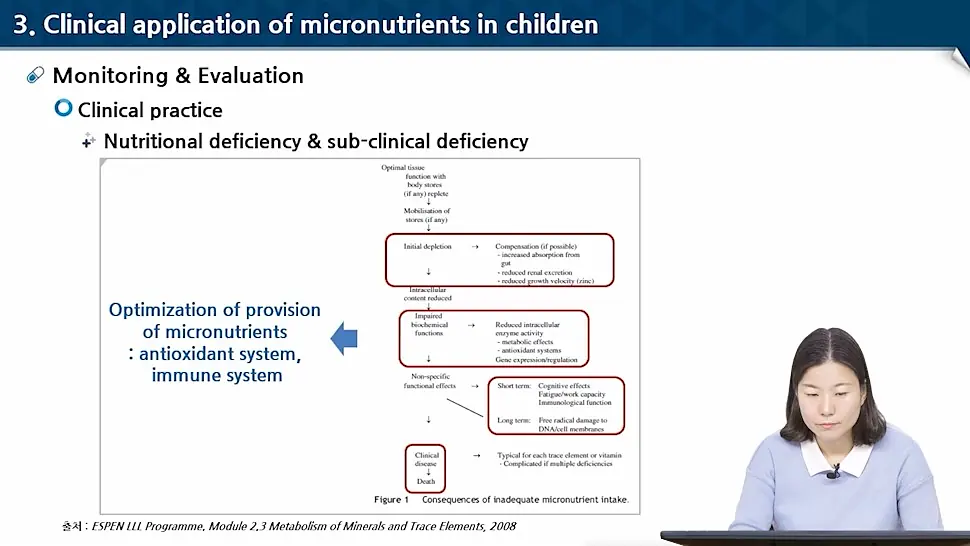 3. Clinical application of micronutrients in children
Monitoring & Evaluation
Clinical practice
Nutritional deficiency & sub-clinical deficiency
Optimal tissue
function with
body stores
(if any) replete
↓
Mobilisation of
stores (if any)
↓
Initial depletion → Compensation (if possible)
- increased absorption from
gut
↓ - reduced renal excretion
- reduced growth velocity (zinc)
Intracellular
content reduced
↓
Impaired
biochemical → Reduced intracellular
functions enzyme activity
- metabolic effects
- antioxidant systems
↓ Gene expression/regulation
Optimization of provision
of micronutrients
: antioxidant system,
immune system
Non-specific
functional effects → Short term: Cognitive effects
Fatigue/work capacity
Immunological function
↓ Long term: Free radical damage to
DNA/cell membranes
Clinical → Typical for each trace element or vitamin
disease - Complicated if multiple deficiencies
↓
Death
Figure 1 Consequences of inadequate micronutrient intake.
출처 : ESPEN LLL Programme, Module 2,3 Metabolism of Minerals and Trace Elements, 2008